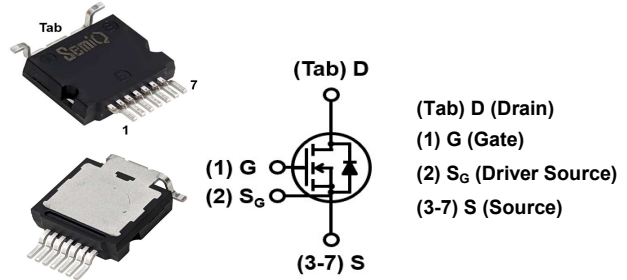 Tab
SemiQ
7
1
(Tab) D
(1) G
(2) SG
(3-7) S
(Tab) D (Drain)
(1) G (Gate)
(2) SG (Driver Source)
(3-7) S (Source)